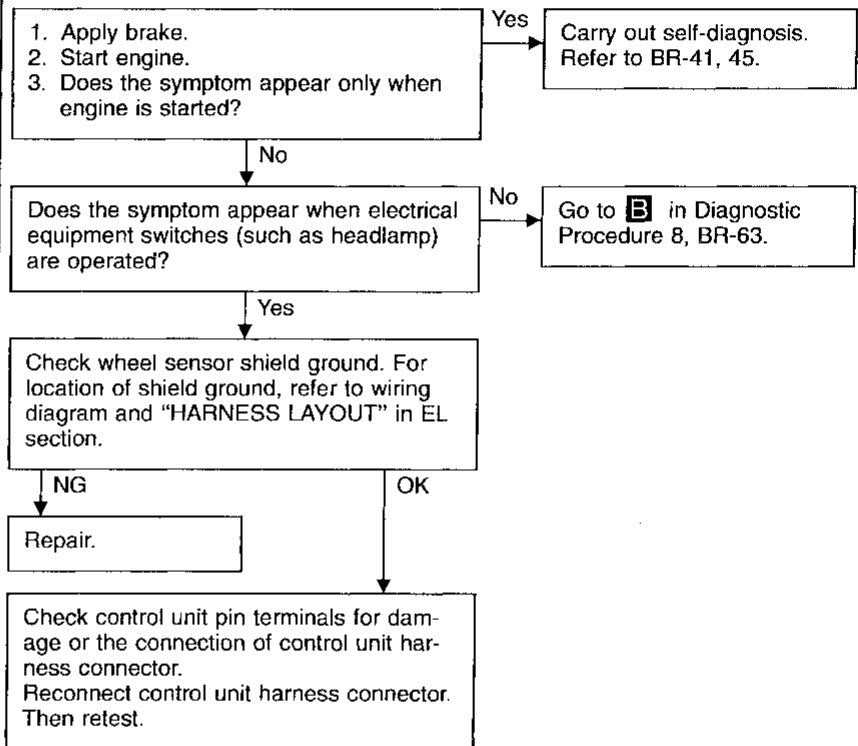 1. Apply brake.
2. Start engine.
3. Does the symptom appear only when
engine is started?
Yes
Carry out self-diagnosis.
Refer to BR-41, 45.
No
Does the symptom appear when electrical
equipment switches (such as headlamp)
are operated?
No
Go to B in Diagnostic
Procedure 8, BR-63.
Yes
Check wheel sensor shield ground. For
location of shield ground, refer to wiring
diagram and “HARNESS LAYOUT” in EL
section.
NG
OK
Repair.
Check control unit pin terminals for dam-
age or the connection of control unit har-
ness connector.
Reconnect control unit harness connector.
Then retest.